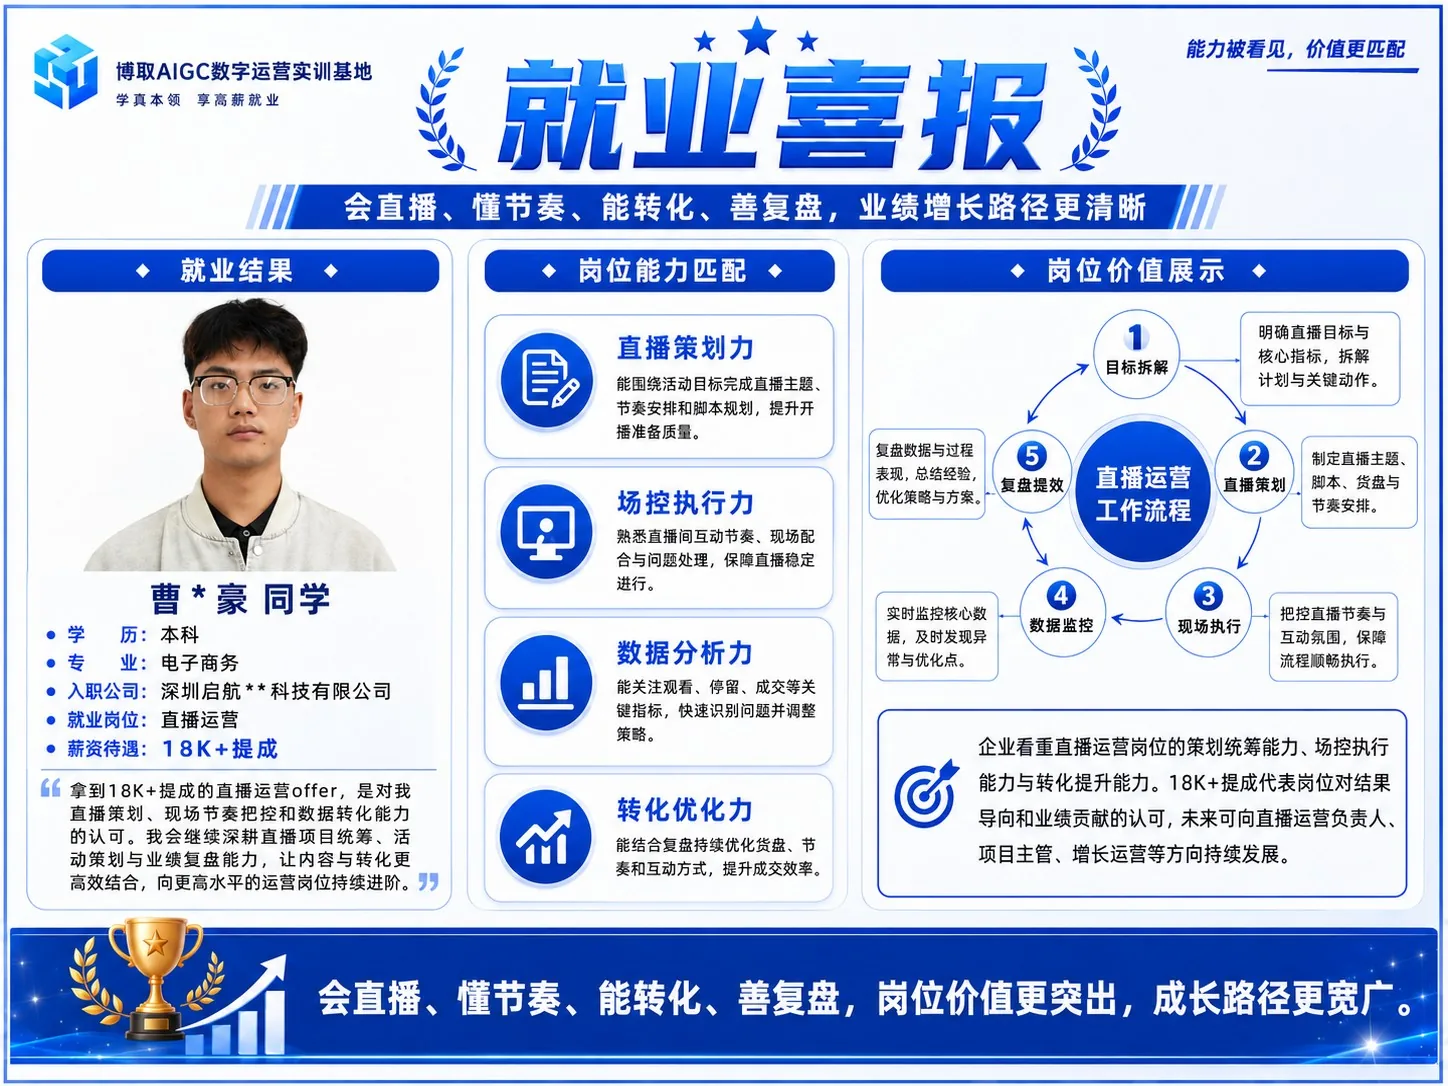 博取AIGC数字运营实训基地
学真本领 享高薪就业
能力被看见，价值更匹配
就业喜报
会直播、懂节奏、能转化、善复盘，业绩增长路径更清晰
就业结果
曹*豪 同学
学 历：本科
专 业：电子商务
入职公司：深圳启航**科技有限公司
就业岗位：直播运营
薪资待遇：18K+提成
“拿到18K+提成的直播运营offer，是对我
直播策划、现场节奏把控和数据转化能力
的认可。我会继续深耕直播项目统筹、活
动策划与业绩复盘能力，让内容与转化更
高效结合，向更高水平的运营岗位持续进阶。”
岗位能力匹配
直播策划力
能围绕活动目标完成直播主题、
节奏安排和脚本规划，提升开
播准备质量。
场控执行力
熟悉直播间互动节奏、现场配
合与问题处理，保障直播稳定
进行。
数据分析力
能关注观看、停留、成交等关
键指标，快速识别问题并调整
策略。
转化优化力
能结合复盘持续优化货盘、节
奏和互动方式，提升成交效率。
岗位价值展示
直播运营
工作流程
1
目标拆解
明确直播目标与
核心指标，拆解
计划与关键动作。
2
直播策划
制定直播主题、
脚本、货盘与
节奏安排。
3
现场执行
把控直播节奏与
互动氛围，保障
流程顺畅执行。
4
数据监控
实时监控核心数
据，及时发现异
常与优化点。
5
复盘提效
复盘数据与过程
表现，总结经验，
优化策略与方案。
企业看重直播运营岗位的策划统筹能力、场控执行
能力与转化提升能力。18K+提成代表岗位对结果
导向和业绩贡献的认可，未来可向直播运营负责人、
项目主管、增长运营等方向持续发展。
会直播、懂节奏、能转化、善复盘，岗位价值更突出，成长路径更宽广。